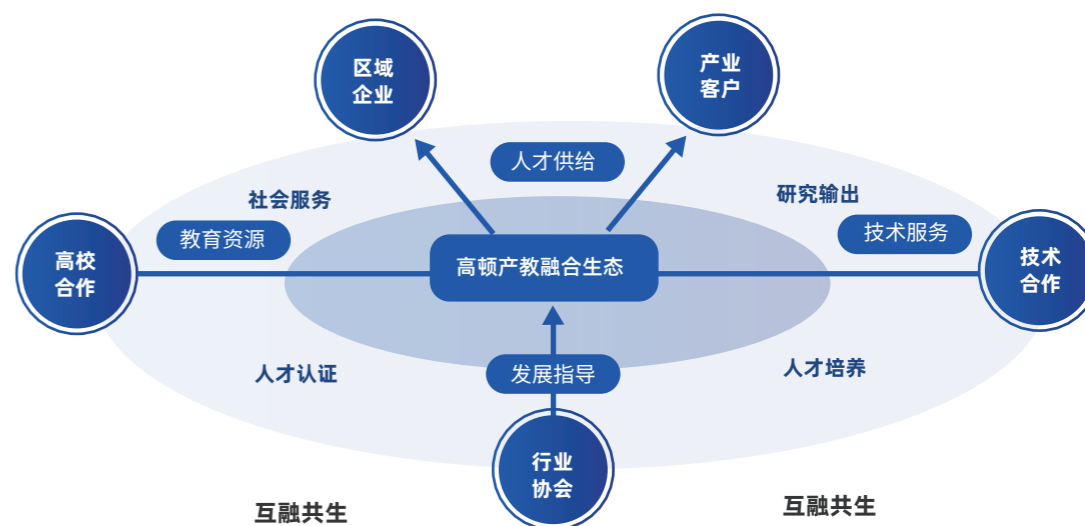 区域
企业
产业
客户
人才供给
社会服务
研究输出
教育资源
技术服务
高校
合作
高顿产教融合生态
技术
合作
人才认证
发展指导
人才培养
行业
协会
互融共生
互融共生